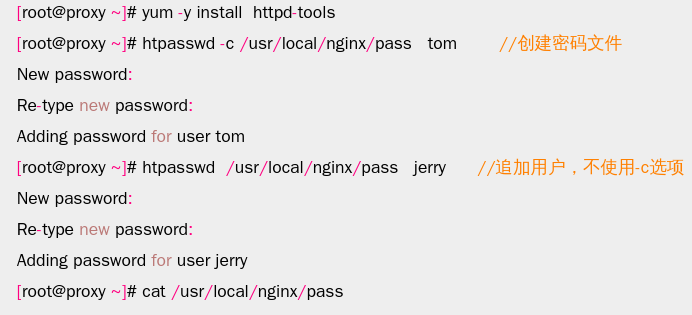 [root@proxy ~]# yum -y install  httpd-tools
[root@proxy ~]# htpasswd -c /usr/local/nginx/pass   tom        //创建密码文件
New password:
Re-type new password:
Adding password for user tom
[root@proxy ~]# htpasswd  /usr/local/nginx/pass   jerry      //追加用户，不使用-c选项
New password:
Re-type new password:
Adding password for user jerry
[root@proxy ~]# cat /usr/local/nginx/pass